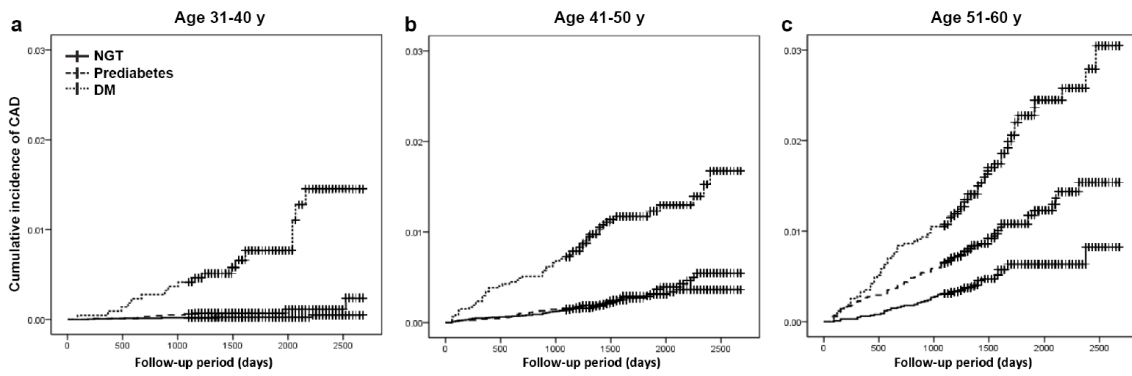 a
Age 31-40 y
b
Age 41-50 y
c
Age 51-60 y
Cumulative incidence of CAD
0.03
0.02
0.01
0.00
NGT
Prediabetes
DM
0 500 1000 1500 2000 2500
Follow-up period (days)
0.03
0.02
0.01
0.00
0 500 1000 1500 2000 2500
Follow-up period (days)
0.03
0.02
0.01
0.00
0 500 1000 1500 2000 2500
Follow-up period (days)